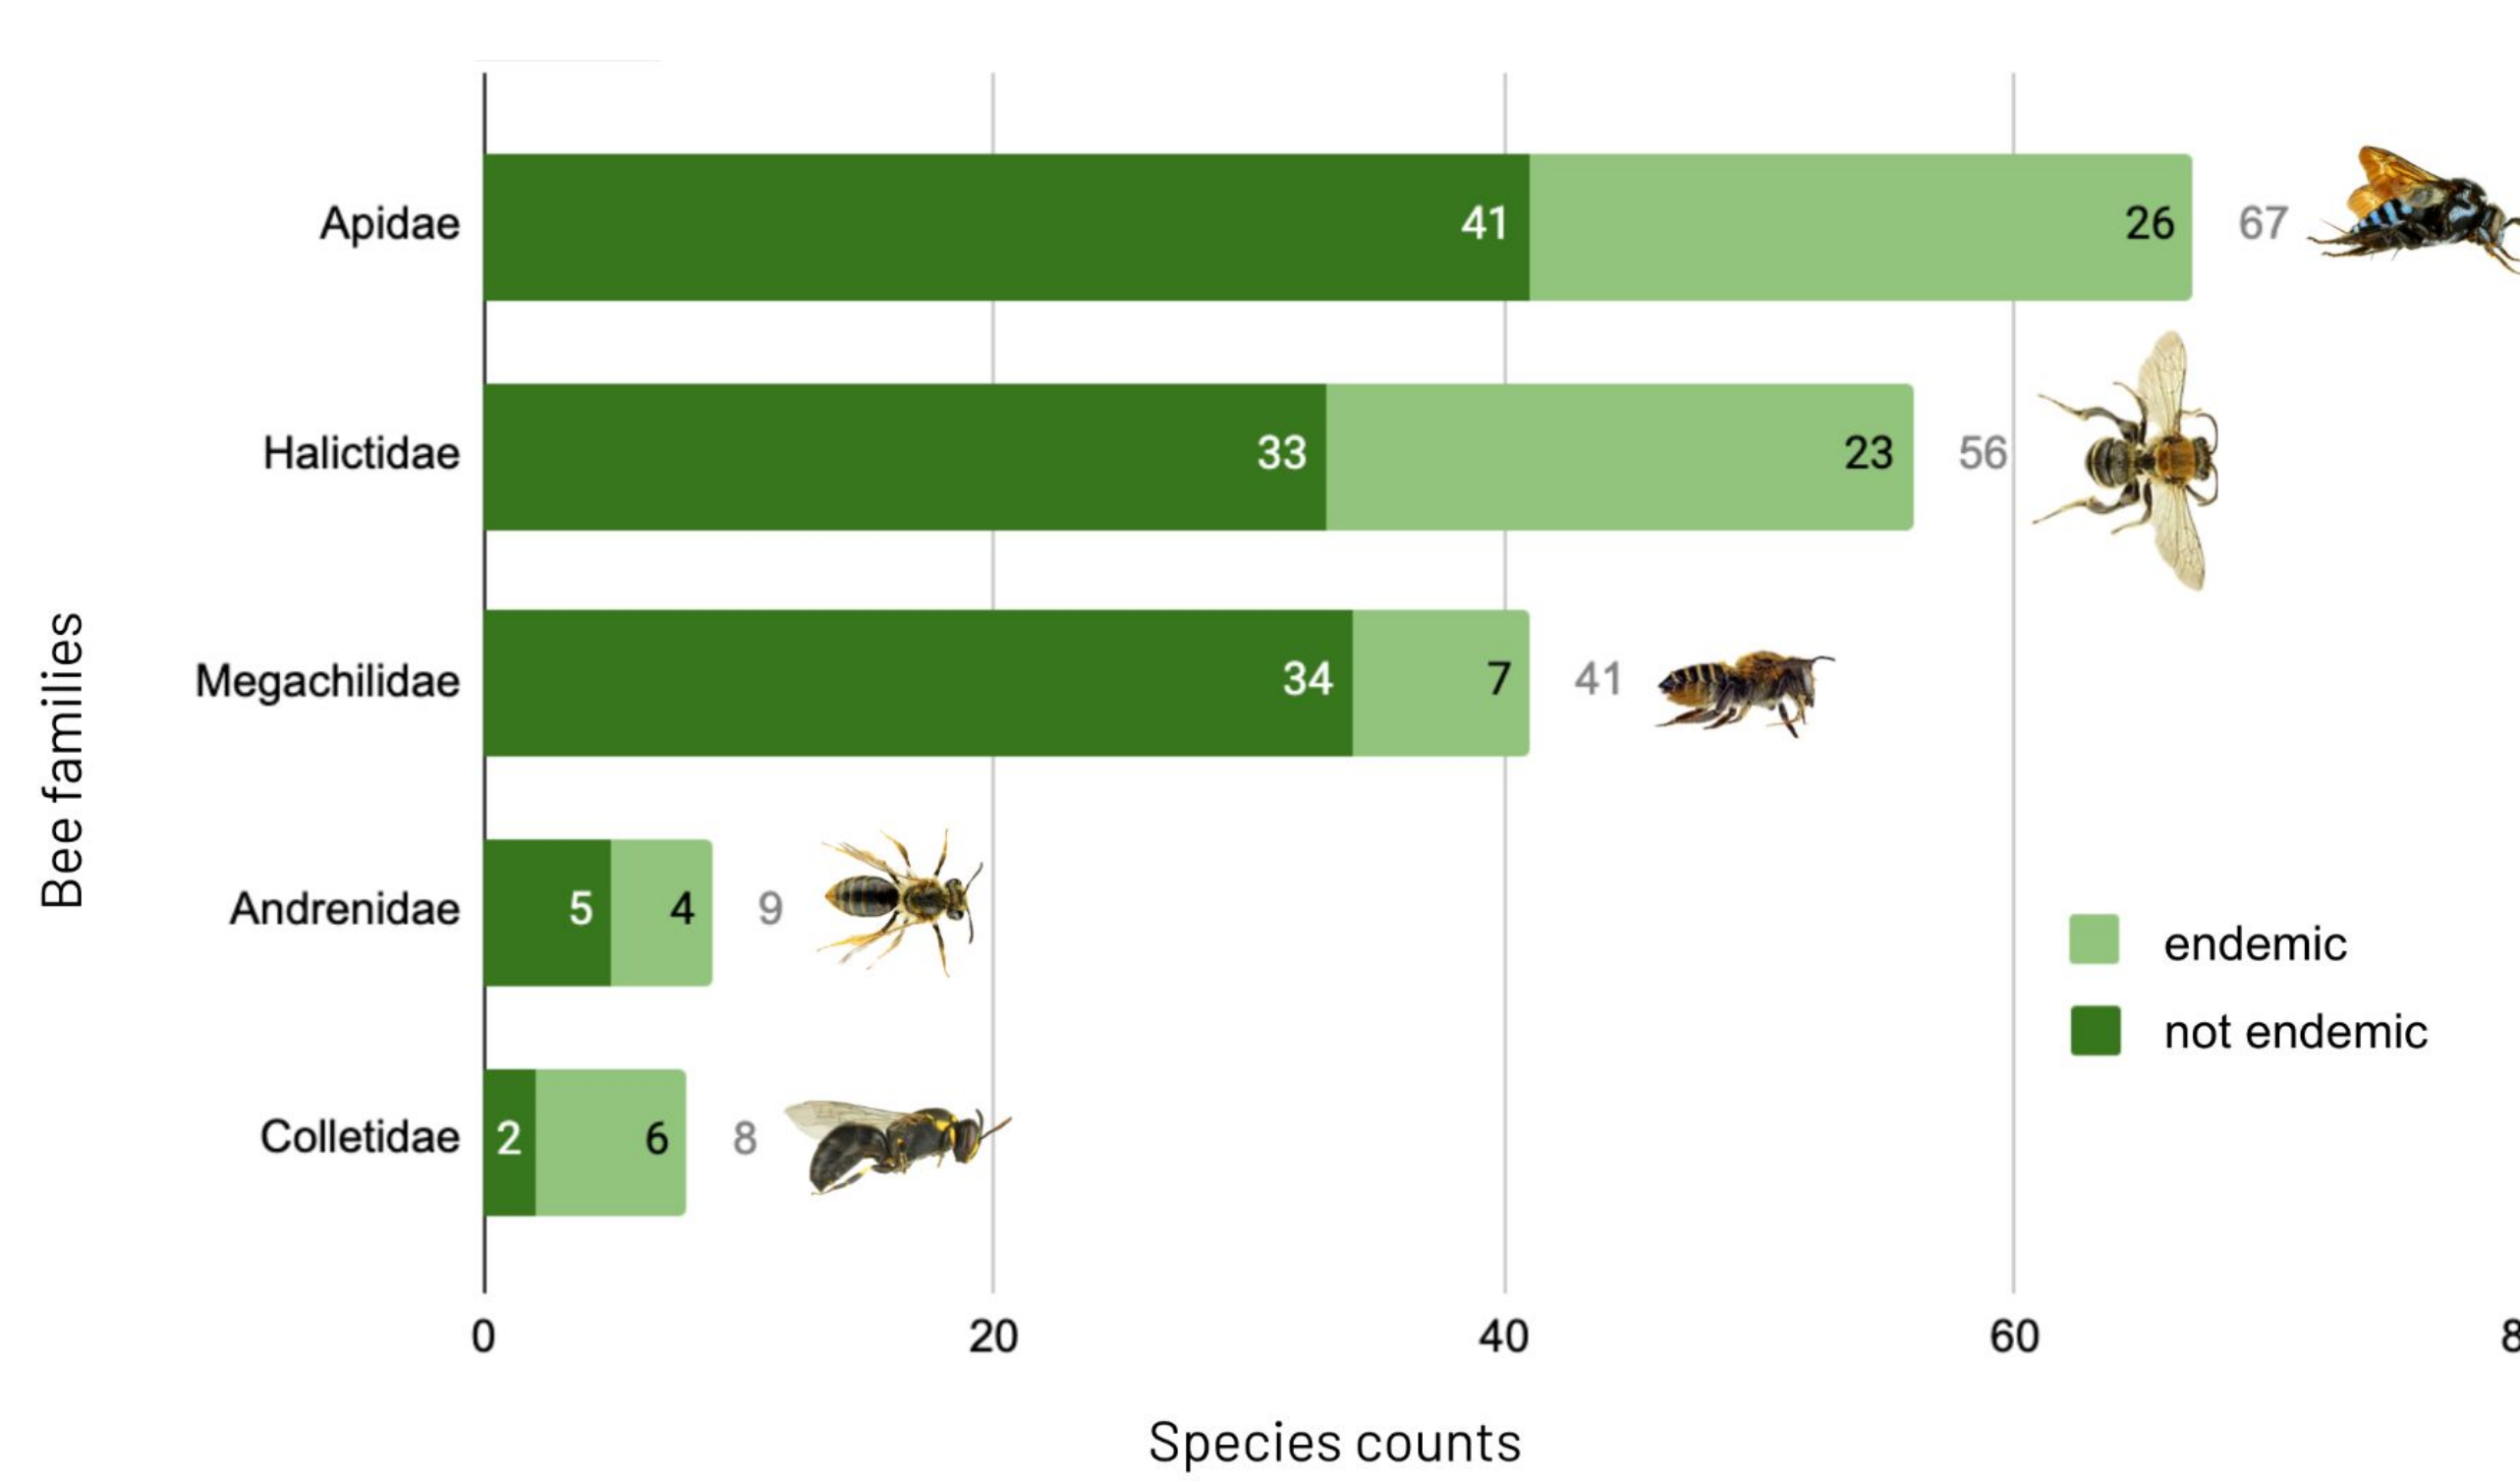 Apidae
41
26
67
Halictidae
33
23
56
Megachilidae
34
7
41
Andrenidae
5
4
9
Colletidae
2
6
8
Bee families
endemic
not endemic
0
20
40
60
Species counts